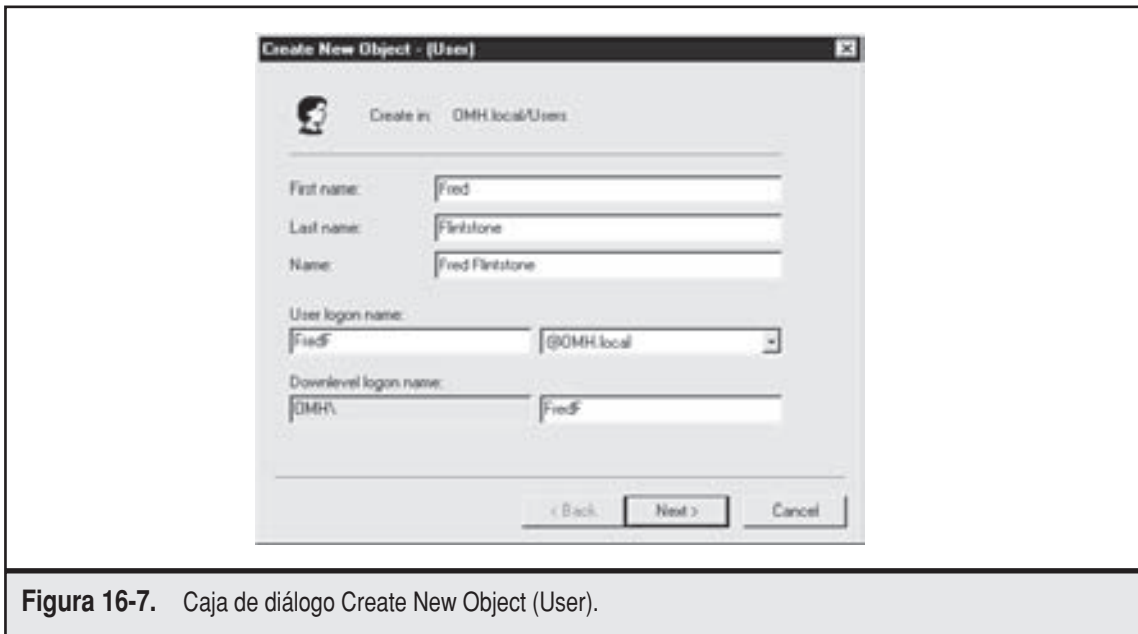 Create New Object - (User)
Create in: OMH.local/Users
First name: Fred
Last name: Flintstone
Name: Fred Flintstone
User logon name:
FredF @OMH.local
Downlevel logon name:
OMH\ FredF
< Back Next > Cancel
Figura 16-7. Caja de diálogo Create New Object (User).